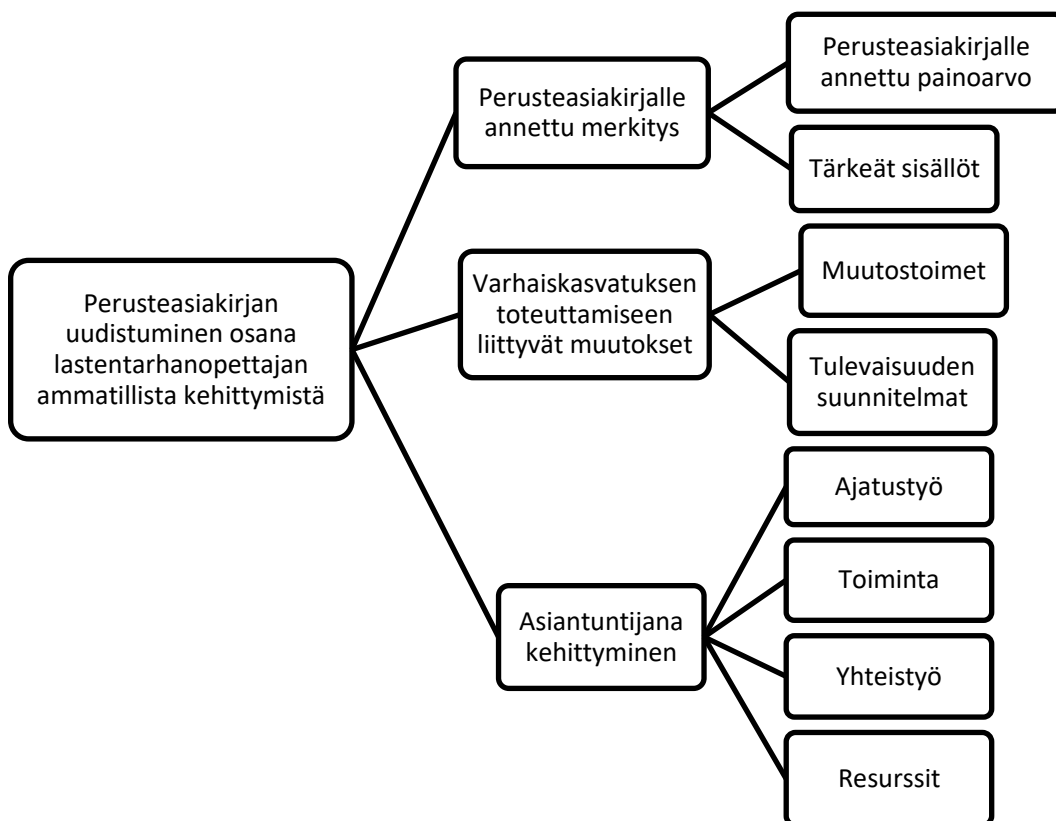 Perusteasiakirjan
uudistuminen osana
lastentarhanopettajan
ammatillista kehittymistä
Perusteasiakirjalle
annettu merkitys
Perusteasiakirjalle
annettu painoarvo
Tärkeät sisällöt
Varhaiskasvatuksen
toteuttamiseen
liittyvät muutokset
Muutostoimet
Tulevaisuuden
suunnitelmat
Asiantuntijana
kehittyminen
Ajatustyö
Toiminta
Yhteistyö
Resurssit